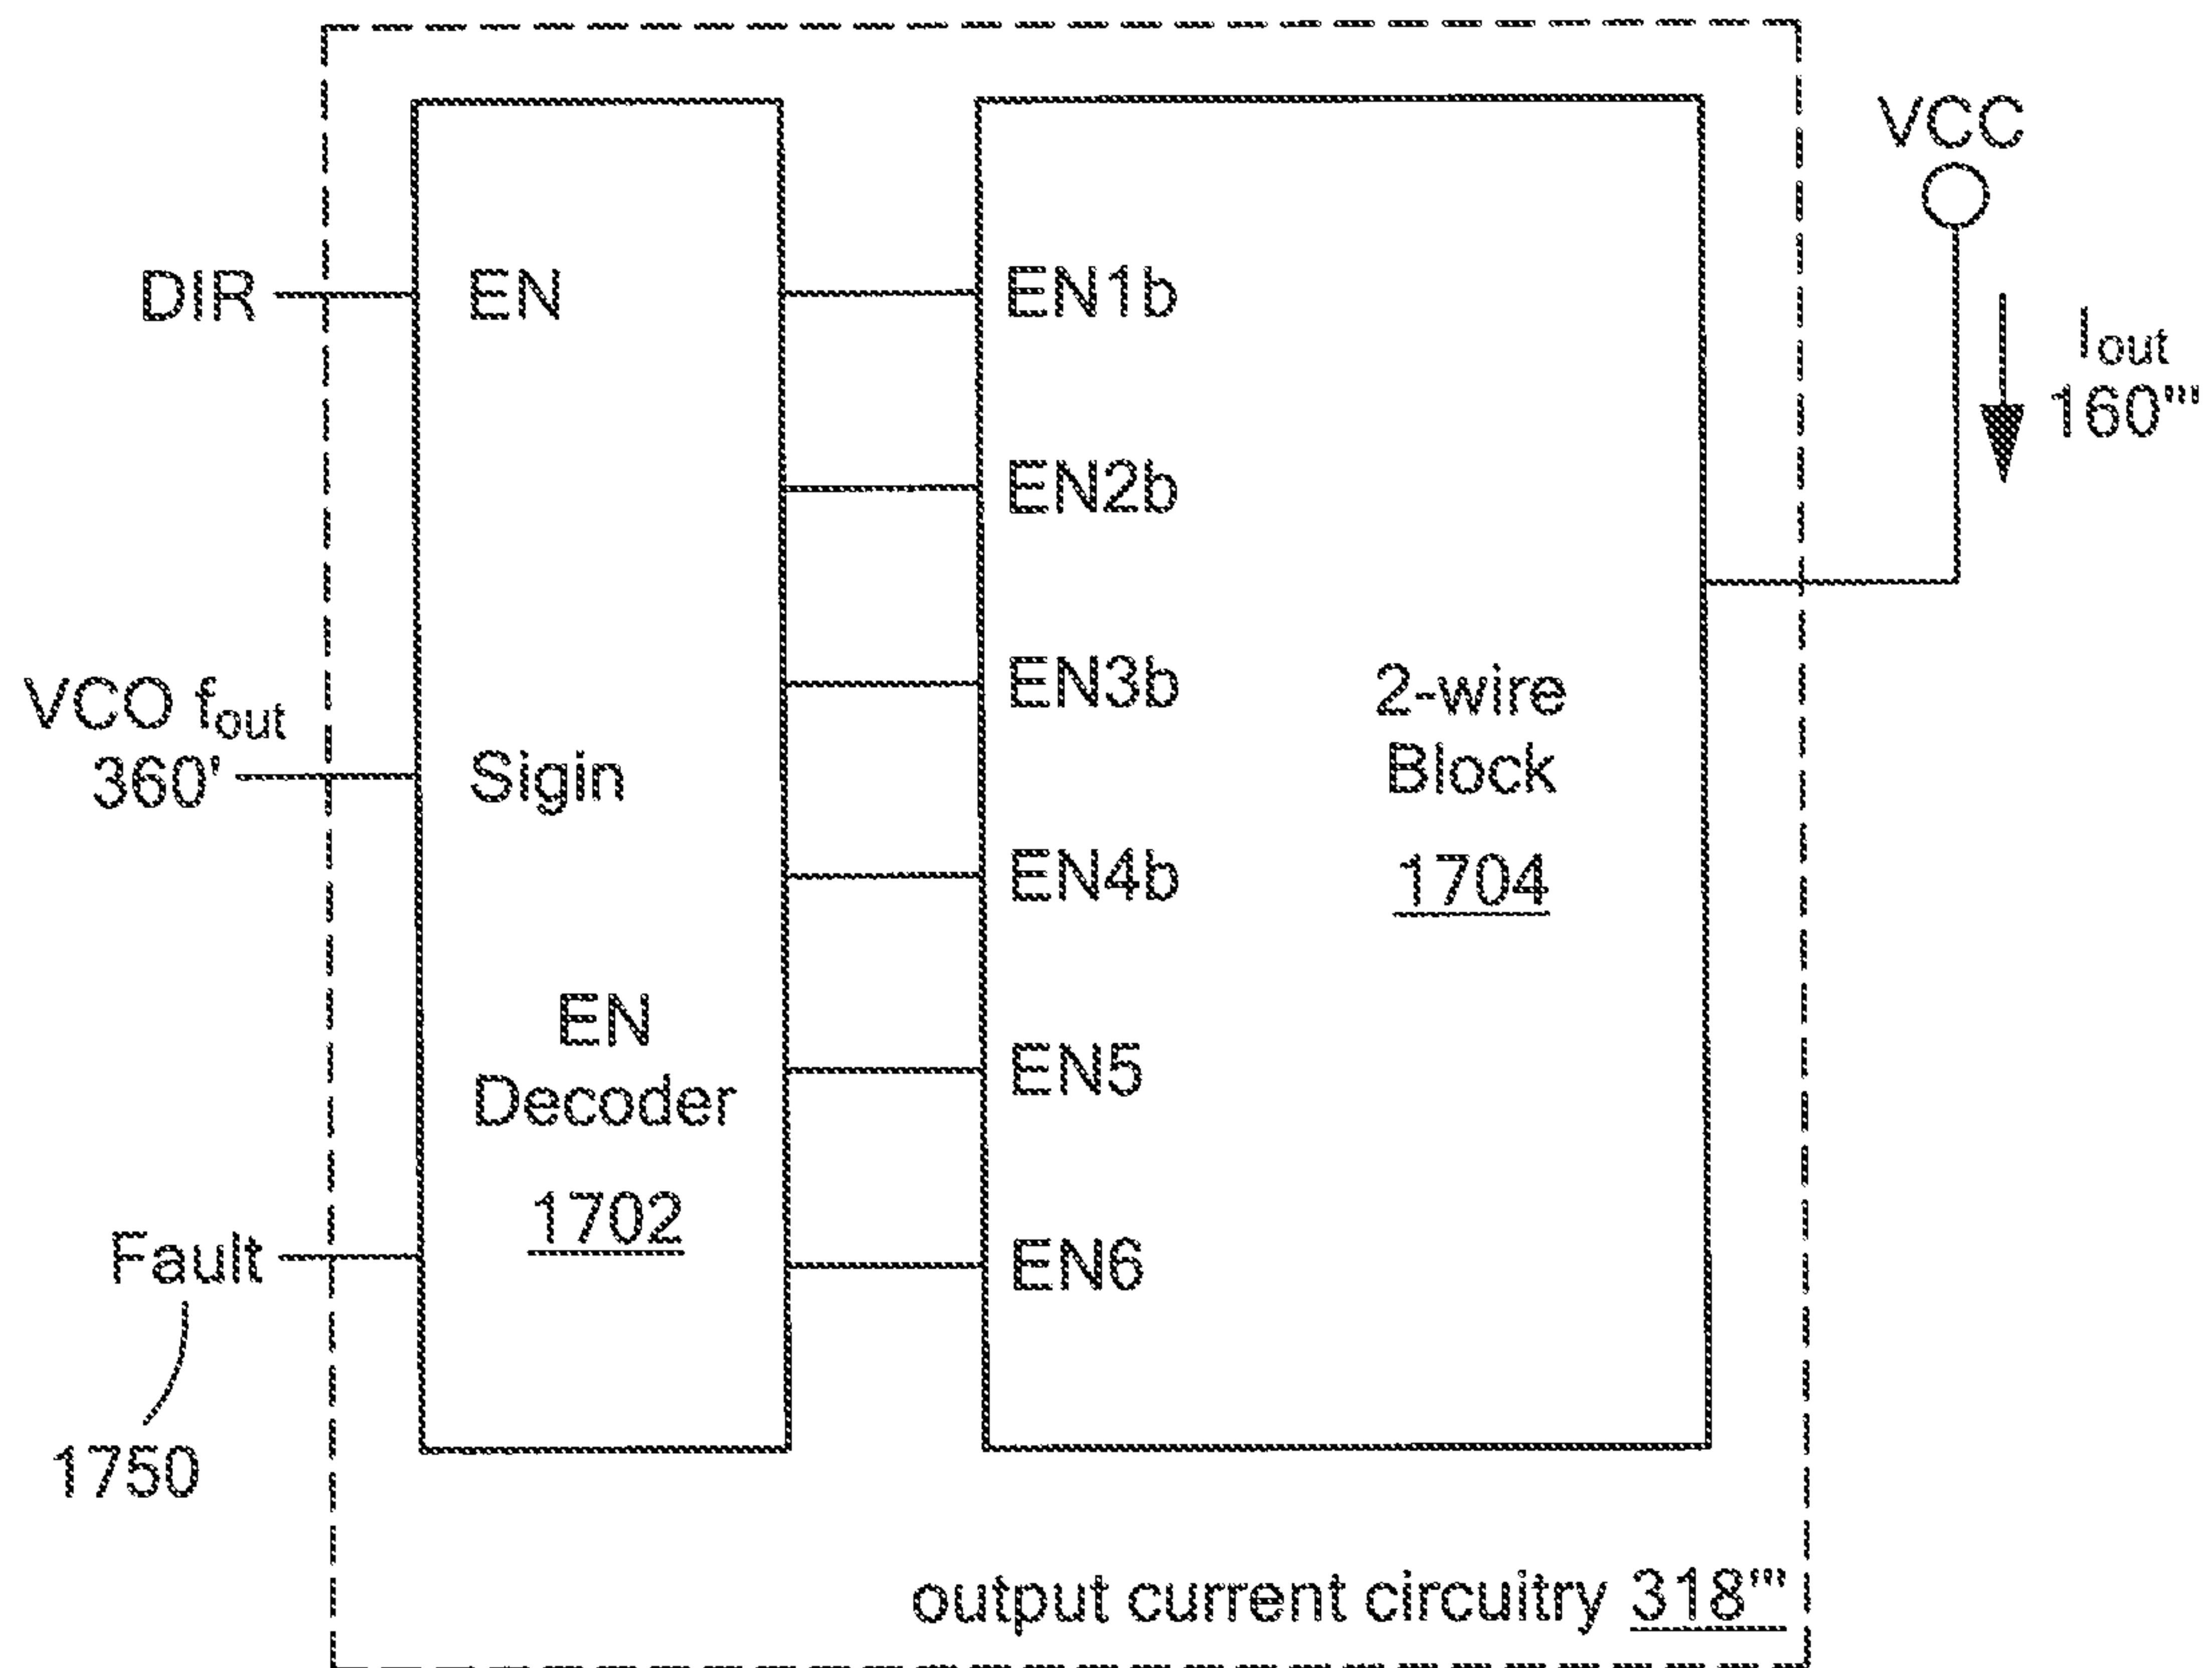 VCC
DIR
EN
EN1b
I out
160'''
EN2b
VCO fout
360'
Sigin
EN3b
2-wire
Block
1704
EN4b
EN
Decoder
1702
EN5
EN6
Fault
1750
output current circuitry 318'''